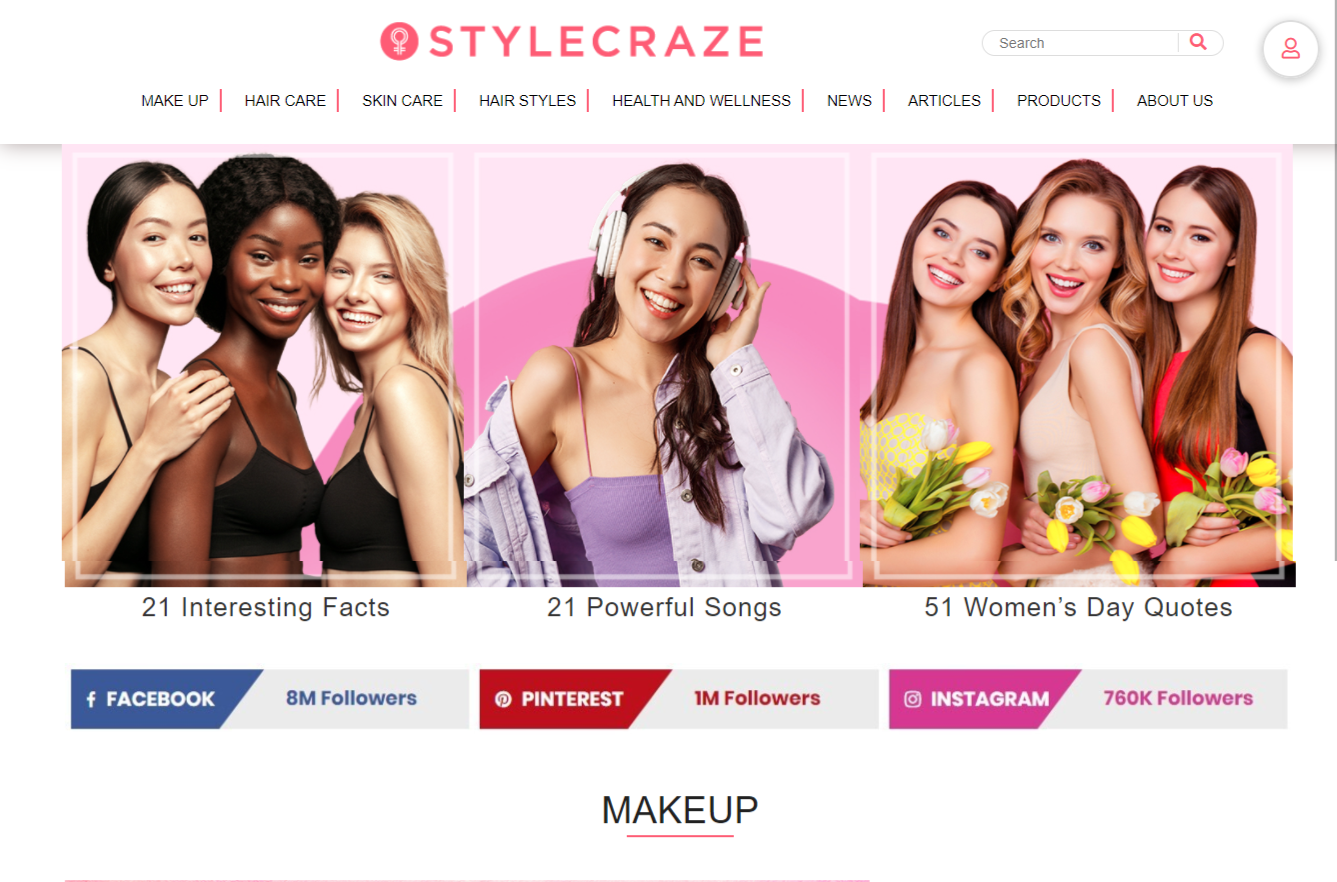 STYLECRAZE
Search
MAKE UP HAIR CARE SKIN CARE HAIR STYLES HEALTH AND WELLNESS NEWS ARTICLES PRODUCTS ABOUT US
21 Interesting Facts 21 Powerful Songs 51 Women’s Day Quotes
FACEBOOK 8M Followers PINTEREST 1M Followers INSTAGRAM 760K Followers
MAKEUP